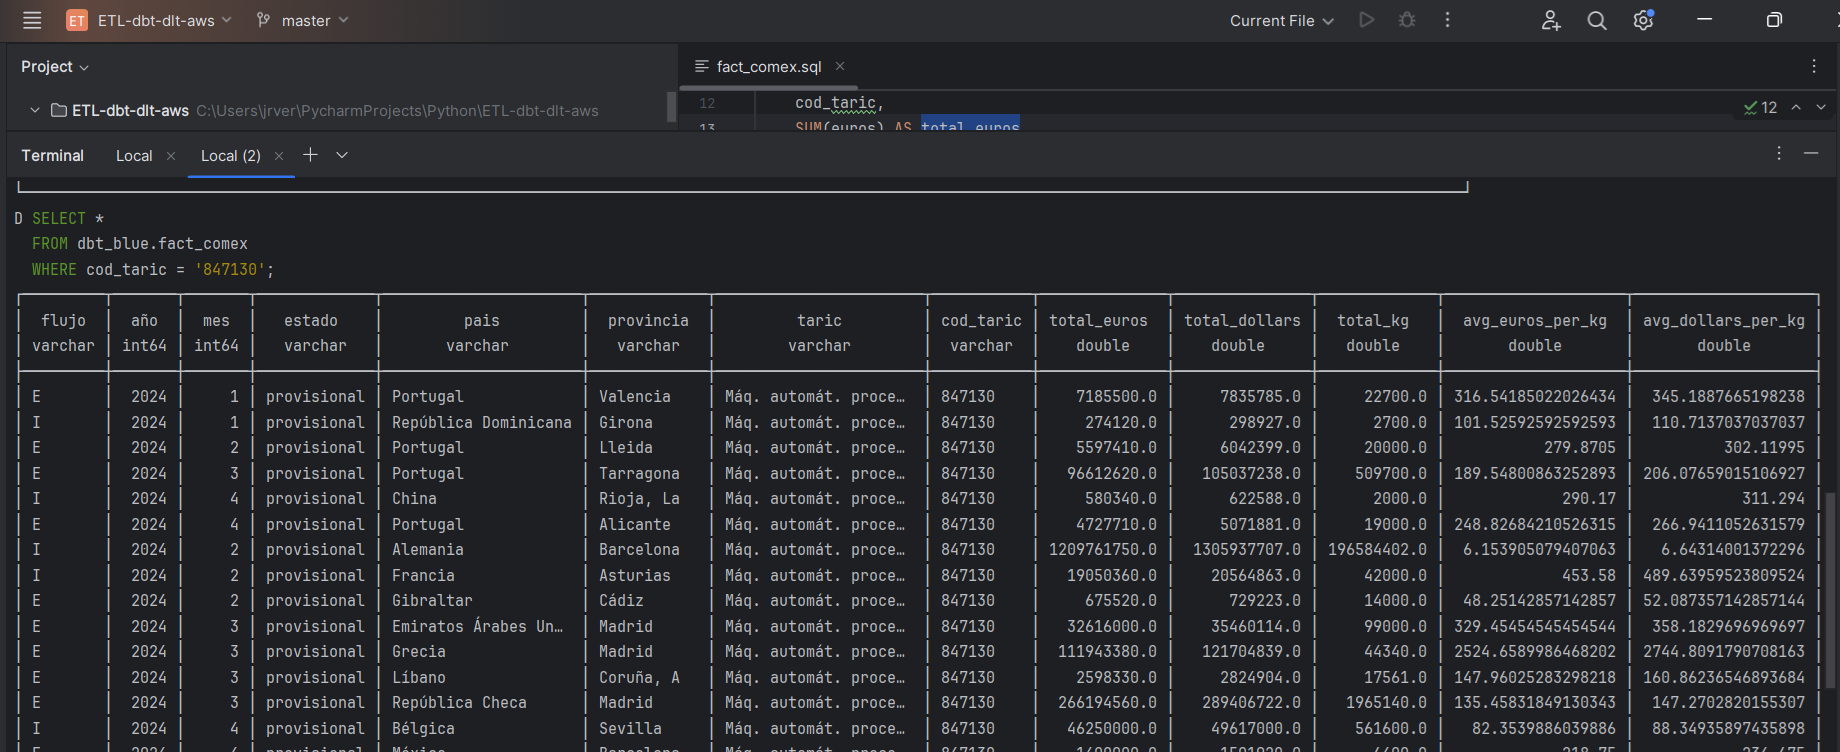 ET ETL-dbt-dlt-aws master Current File
Project fact_comex.sql
ETL-dbt-dlt-aws C:\Users\jrver\PycharmProjects\Python\ETL-dbt-dlt-aws 12 cod_taric, 12
13 SUM(euros) AS total_euros
Terminal Local Local (2)
D SELECT *
FROM dbt_blue.fact_comex
WHERE cod_taric = '847130';
flujo año mes estado pais provincia taric cod_taric total_euros total_dollars total_kg avg_euros_per_kg avg_dollars_per_kg
varchar int64 int64 varchar varchar varchar varchar varchar double double double double double
E 2024 1 provisional Portugal Valencia Máq. automát. proce… 847130 7185500.0 7835785.0 22700.0 316.54185022026434 345.1887665198238
I 2024 1 provisional República Dominicana Girona Máq. automát. proce… 847130 274120.0 298927.0 2700.0 101.52592592592593 110.7137037037037
E 2024 2 provisional Portugal Lleida Máq. automát. proce… 847130 5597410.0 6042399.0 20000.0 279.8705 302.11995
E 2024 3 provisional Portugal Tarragona Máq. automát. proce… 847130 96612620.0 105037238.0 509700.0 189.54800863252893 206.07659015106927
I 2024 4 provisional China Rioja, La Máq. automát. proce… 847130 580340.0 622588.0 2000.0 290.17 311.294
E 2024 4 provisional Portugal Alicante Máq. automát. proce… 847130 4727710.0 5071881.0 19000.0 248.82684210526315 266.9411052631579
I 2024 2 provisional Alemania Barcelona Máq. automát. proce… 847130 1209761750.0 1305937707.0 196584402.0 6.153905079407063 6.64314001372296
I 2024 2 provisional Francia Asturias Máq. automát. proce… 847130 19050360.0 20564863.0 42000.0 453.58 489.63959523809524
E 2024 2 provisional Gibraltar Cádiz Máq. automát. proce… 847130 675520.0 729223.0 14000.0 48.25142857142857 52.087357142857144
E 2024 3 provisional Emiratos Árabes Un… Madrid Máq. automát. proce… 847130 32616000.0 35460114.0 99000.0 329.45454545454544 358.1829696969697
E 2024 3 provisional Grecia Madrid Máq. automát. proce… 847130 111943380.0 121704839.0 44340.0 2524.6589986468202 2744.8091790708163
E 2024 3 provisional Líbano Coruña, A Máq. automát. proce… 847130 2598330.0 2824904.0 17561.0 147.96025283298218 160.86236546893684
E 2024 3 provisional República Checa Madrid Máq. automát. proce… 847130 266194560.0 289406722.0 1965140.0 135.45831849130343 147.2702820155307
I 2024 4 provisional Bélgica Sevilla Máq. automát. proce… 847130 46250000.0 49617000.0 561600.0 82.3539886039886 88.34935897435898